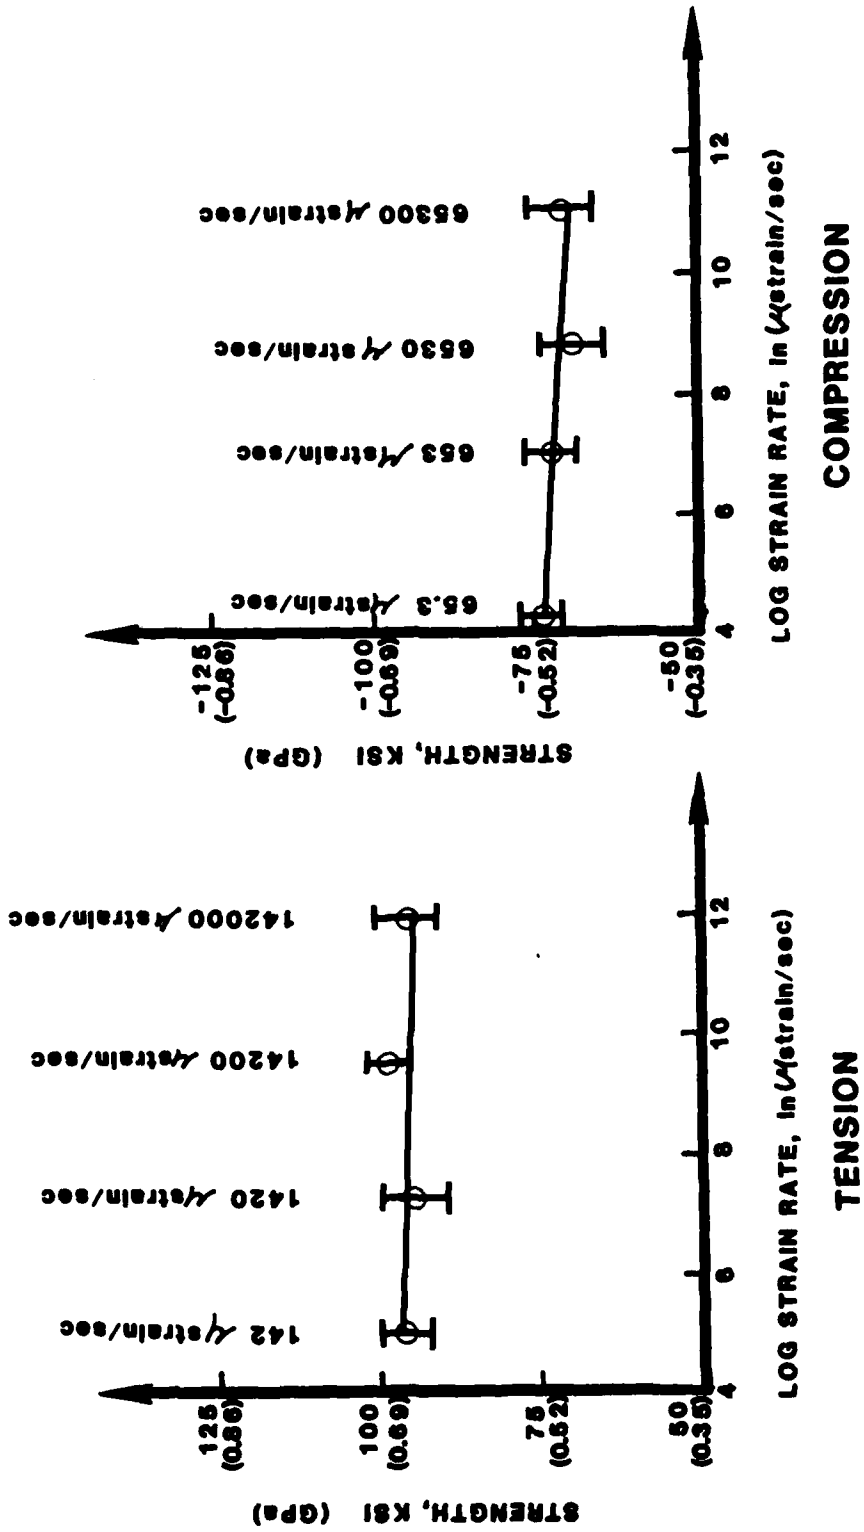 STRENGTH, KSI (GPa)
125
(0.86)
100
(0.69)
75
(0.52)
50
(0.35)
142 μstrain/sec
1420 μstrain/sec
14200 μstrain/sec
142000 μstrain/sec
4
6
8
10
12
LOG STRAIN RATE, ln μstrain/sec)
TENSION
STRENGTH, KSI (GPa)
-125
(-0.86)
-100
(-0.69)
-75
(-0.52)
-50
(-0.35)
65.3 μstrain/sec
653 μstrain/sec
6530 μstrain/sec
65300 μstrain/sec
4
6
8
10
12
LOG STRAIN RATE, ln μstrain/sec)
COMPRESSION